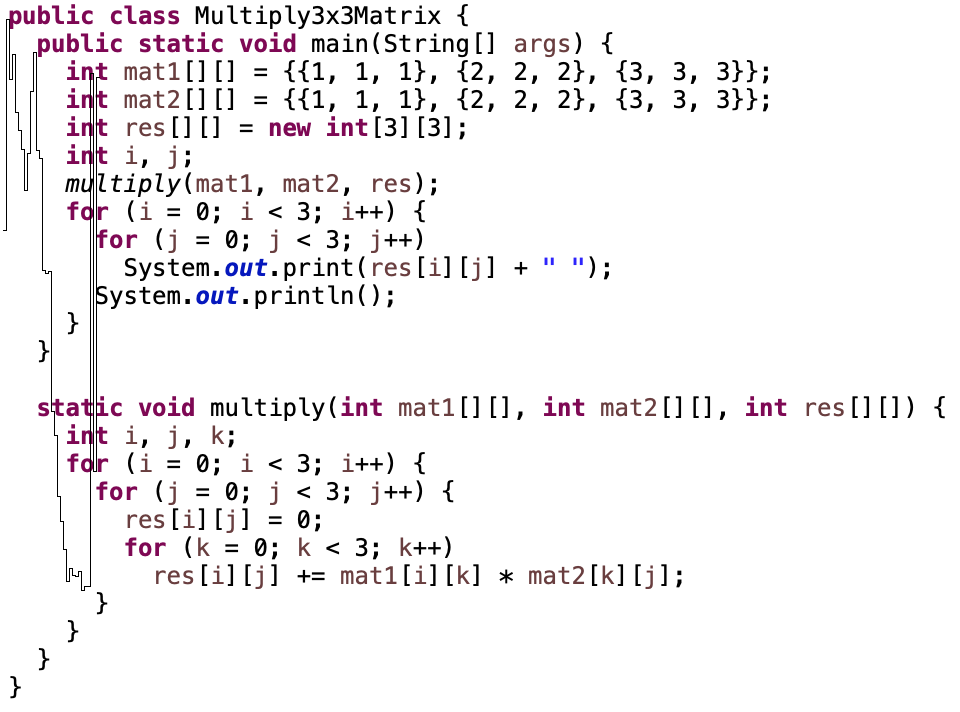 public class Multiply3x3Matrix {
  public static void main(String[] args) {
    int mat1[][] = {{1, 1, 1}, {2, 2, 2}, {3, 3, 3}};
    int mat2[][] = {{1, 1, 1}, {2, 2, 2}, {3, 3, 3}};
    int res[][] = new int[3][3];
    int i, j;
    multiply(mat1, mat2, res);
    for (i = 0; i < 3; i++) {
      for (j = 0; j < 3; j++)
        System.out.print(res[i][j] + " ");
      System.out.println();
    }
  }

  static void multiply(int mat1[][], int mat2[][], int res[][]) {
    int i, j, k;
    for (i = 0; i < 3; i++) {
      for (j = 0; j < 3; j++) {
        res[i][j] = 0;
        for (k = 0; k < 3; k++)
          res[i][j] += mat1[i][k] * mat2[k][j];
      }
    }
  }
}